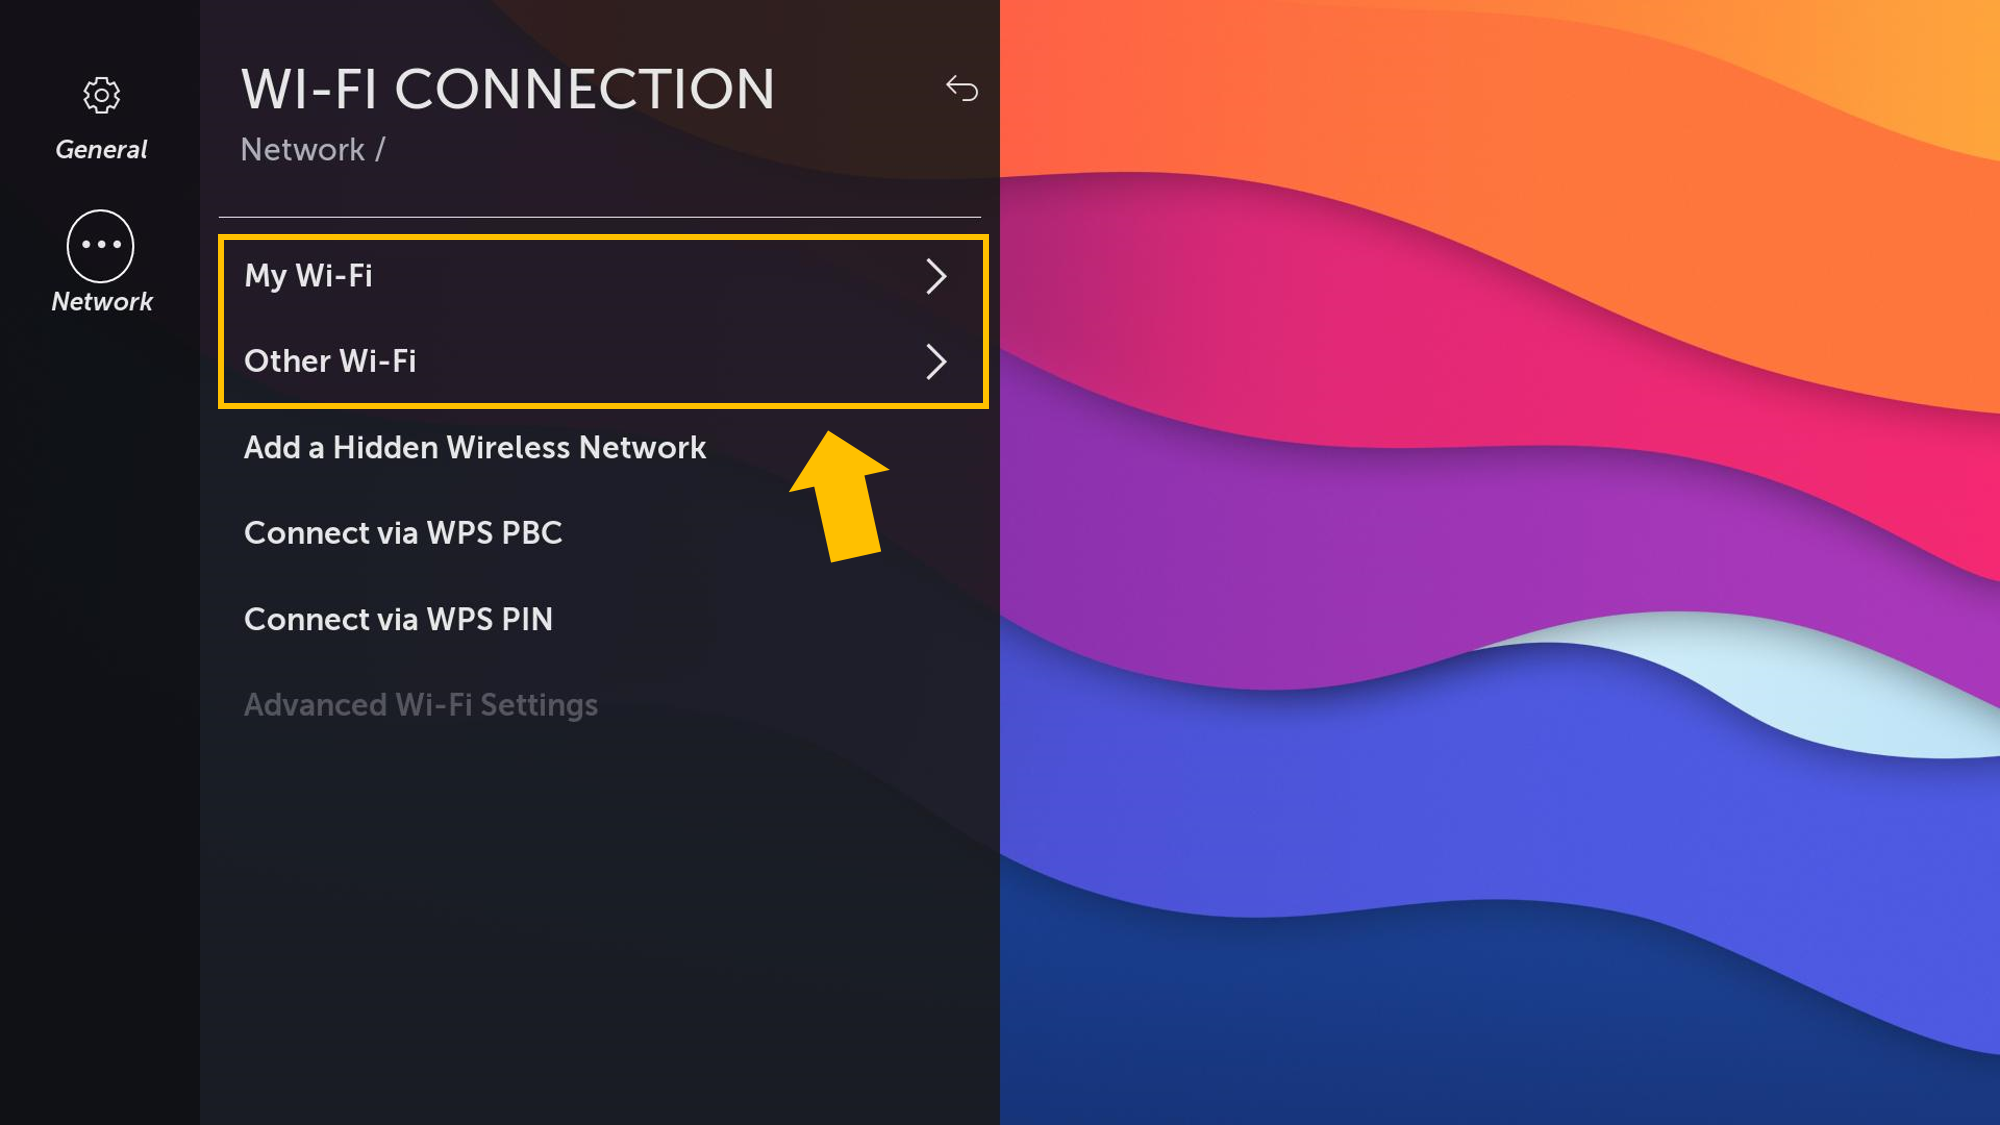 General
Network
WI-FI CONNECTION
Network /
My Wi-Fi
Other Wi-Fi
Add a Hidden Wireless Network
Connect via WPS PBC
Connect via WPS PIN
Advanced Wi-Fi Settings